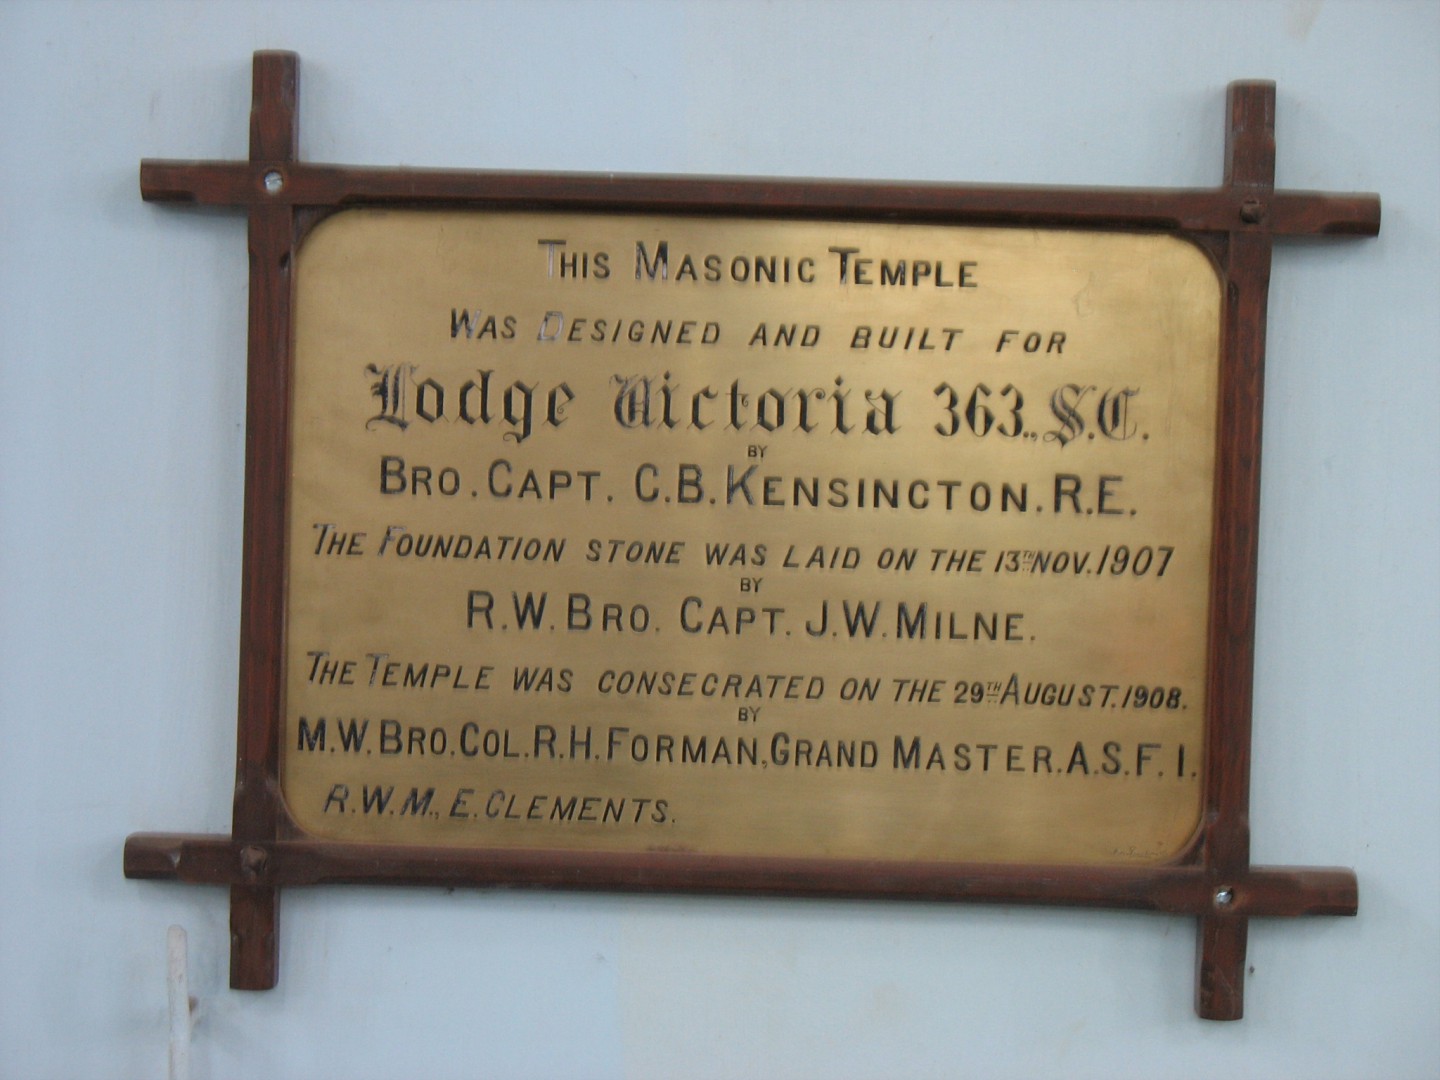 THIS MASONIC TEMPLE
WAS DESIGNED AND BUILT FOR
Lodge Victoria 363., S.C.
BY
BRO. CAPT. C.B. KENSINCTON. R.E.
THE FOUNDATION STONE WAS LAID ON THE 13TH NOV. 1907
BY
R.W. BRO. CAPT. J.W. MILNE.
THE TEMPLE WAS CONSECRATED ON THE 29TH AUGUST. 1908.
BY
M.W. BRO. COL. R.H. FORMAN, GRAND MASTER. A.S.F.I.
R.W.M., E. CLEMENTS.